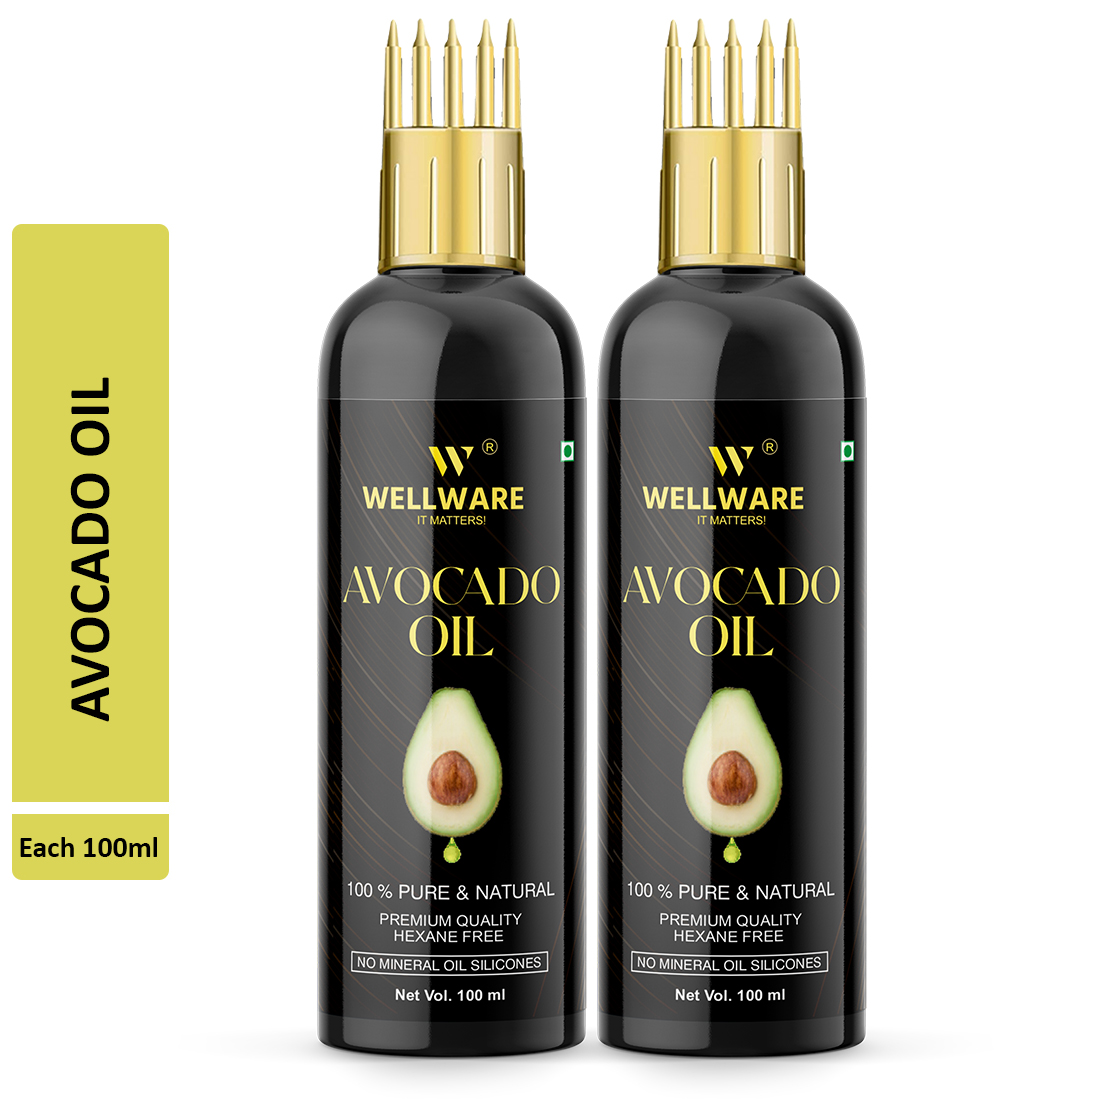 AVOCADO OIL
Each 100ml
W ®
WELLWARE
IT MATTERS!
AVOCADO
OIL
100 % PURE & NATURAL
PREMIUM QUALITY
HEXANE FREE
NO MINERAL OIL SILICONES
Net Vol. 100 ml
W ®
WELLWARE
IT MATTERS!
AVOCADO
OIL
100 % PURE & NATURAL
PREMIUM QUALITY
HEXANE FREE
NO MINERAL OIL SILICONES
Net Vol. 100 ml